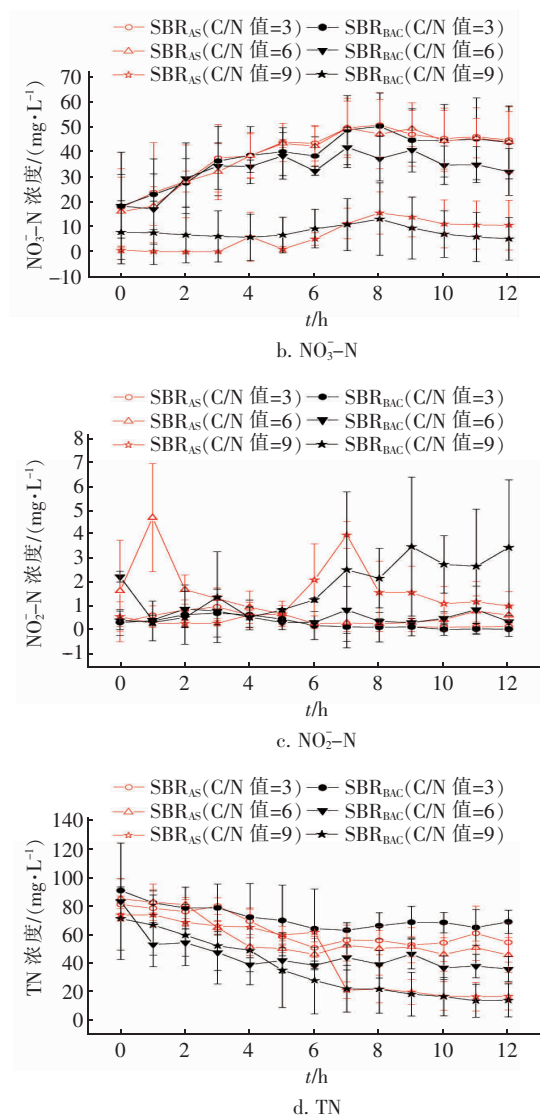 SBR_AS(C/N 值=3) SBR_BAC(C/N 值=3)
SBR_AS(C/N 值=6) SBR_BAC(C/N 值=6)
SBR_AS(C/N 值=9) SBR_BAC(C/N 值=9)
NO₃⁻-N 浓度/(mg·L⁻¹)
70
60
50
40
30
20
10
0
-10
0 2 4 6 8 10 12
t/h
b. NO₃⁻-N
SBR_AS(C/N 值=3) SBR_BAC(C/N 值=3)
SBR_AS(C/N 值=6) SBR_BAC(C/N 值=6)
SBR_AS(C/N 值=9) SBR_BAC(C/N 值=9)
NO₂⁻-N 浓度/(mg·L⁻¹)
8
7
6
5
4
3
2
1
0
-1
0 2 4 6 8 10 12
t/h
c. NO₂⁻-N
SBR_AS(C/N 值=3) SBR_BAC(C/N 值=3)
SBR_AS(C/N 值=6) SBR_BAC(C/N 值=6)
SBR_AS(C/N 值=9) SBR_BAC(C/N 值=9)
TN 浓度/(mg·L⁻¹)
140
120
100
80
60
40
20
0
0 2 4 6 8 10 12
t/h
d. TN